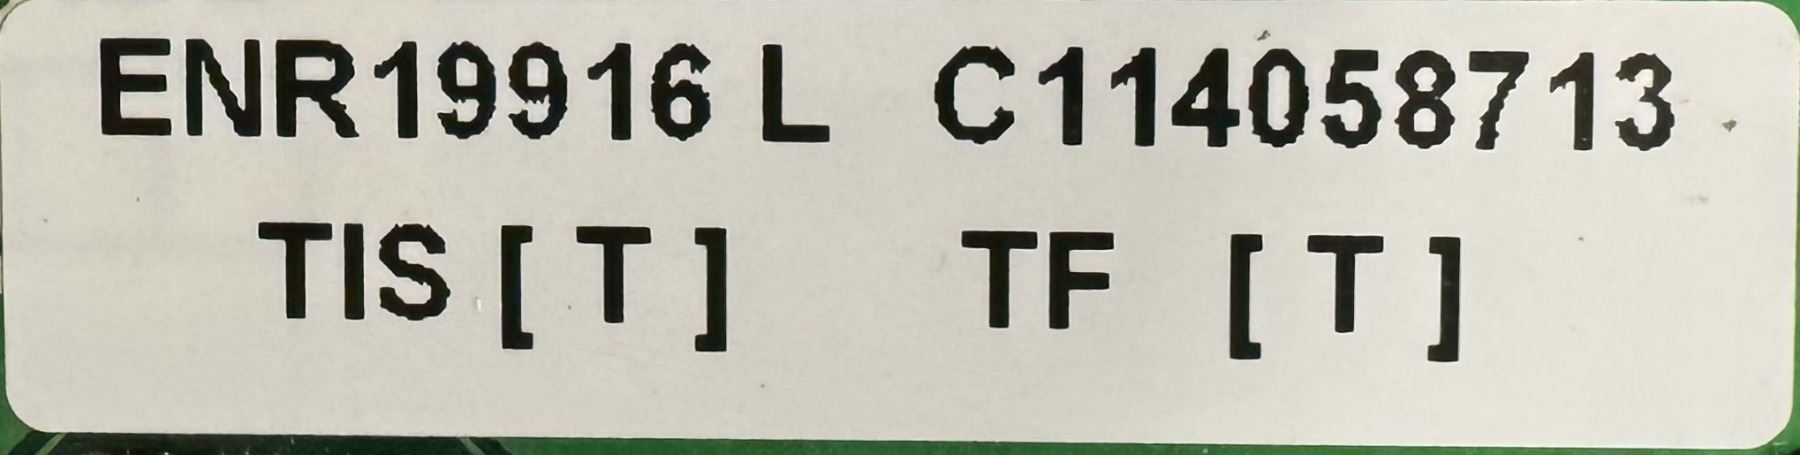 ENR19916 L C114058713
TIS [ T ] TF [ T ]